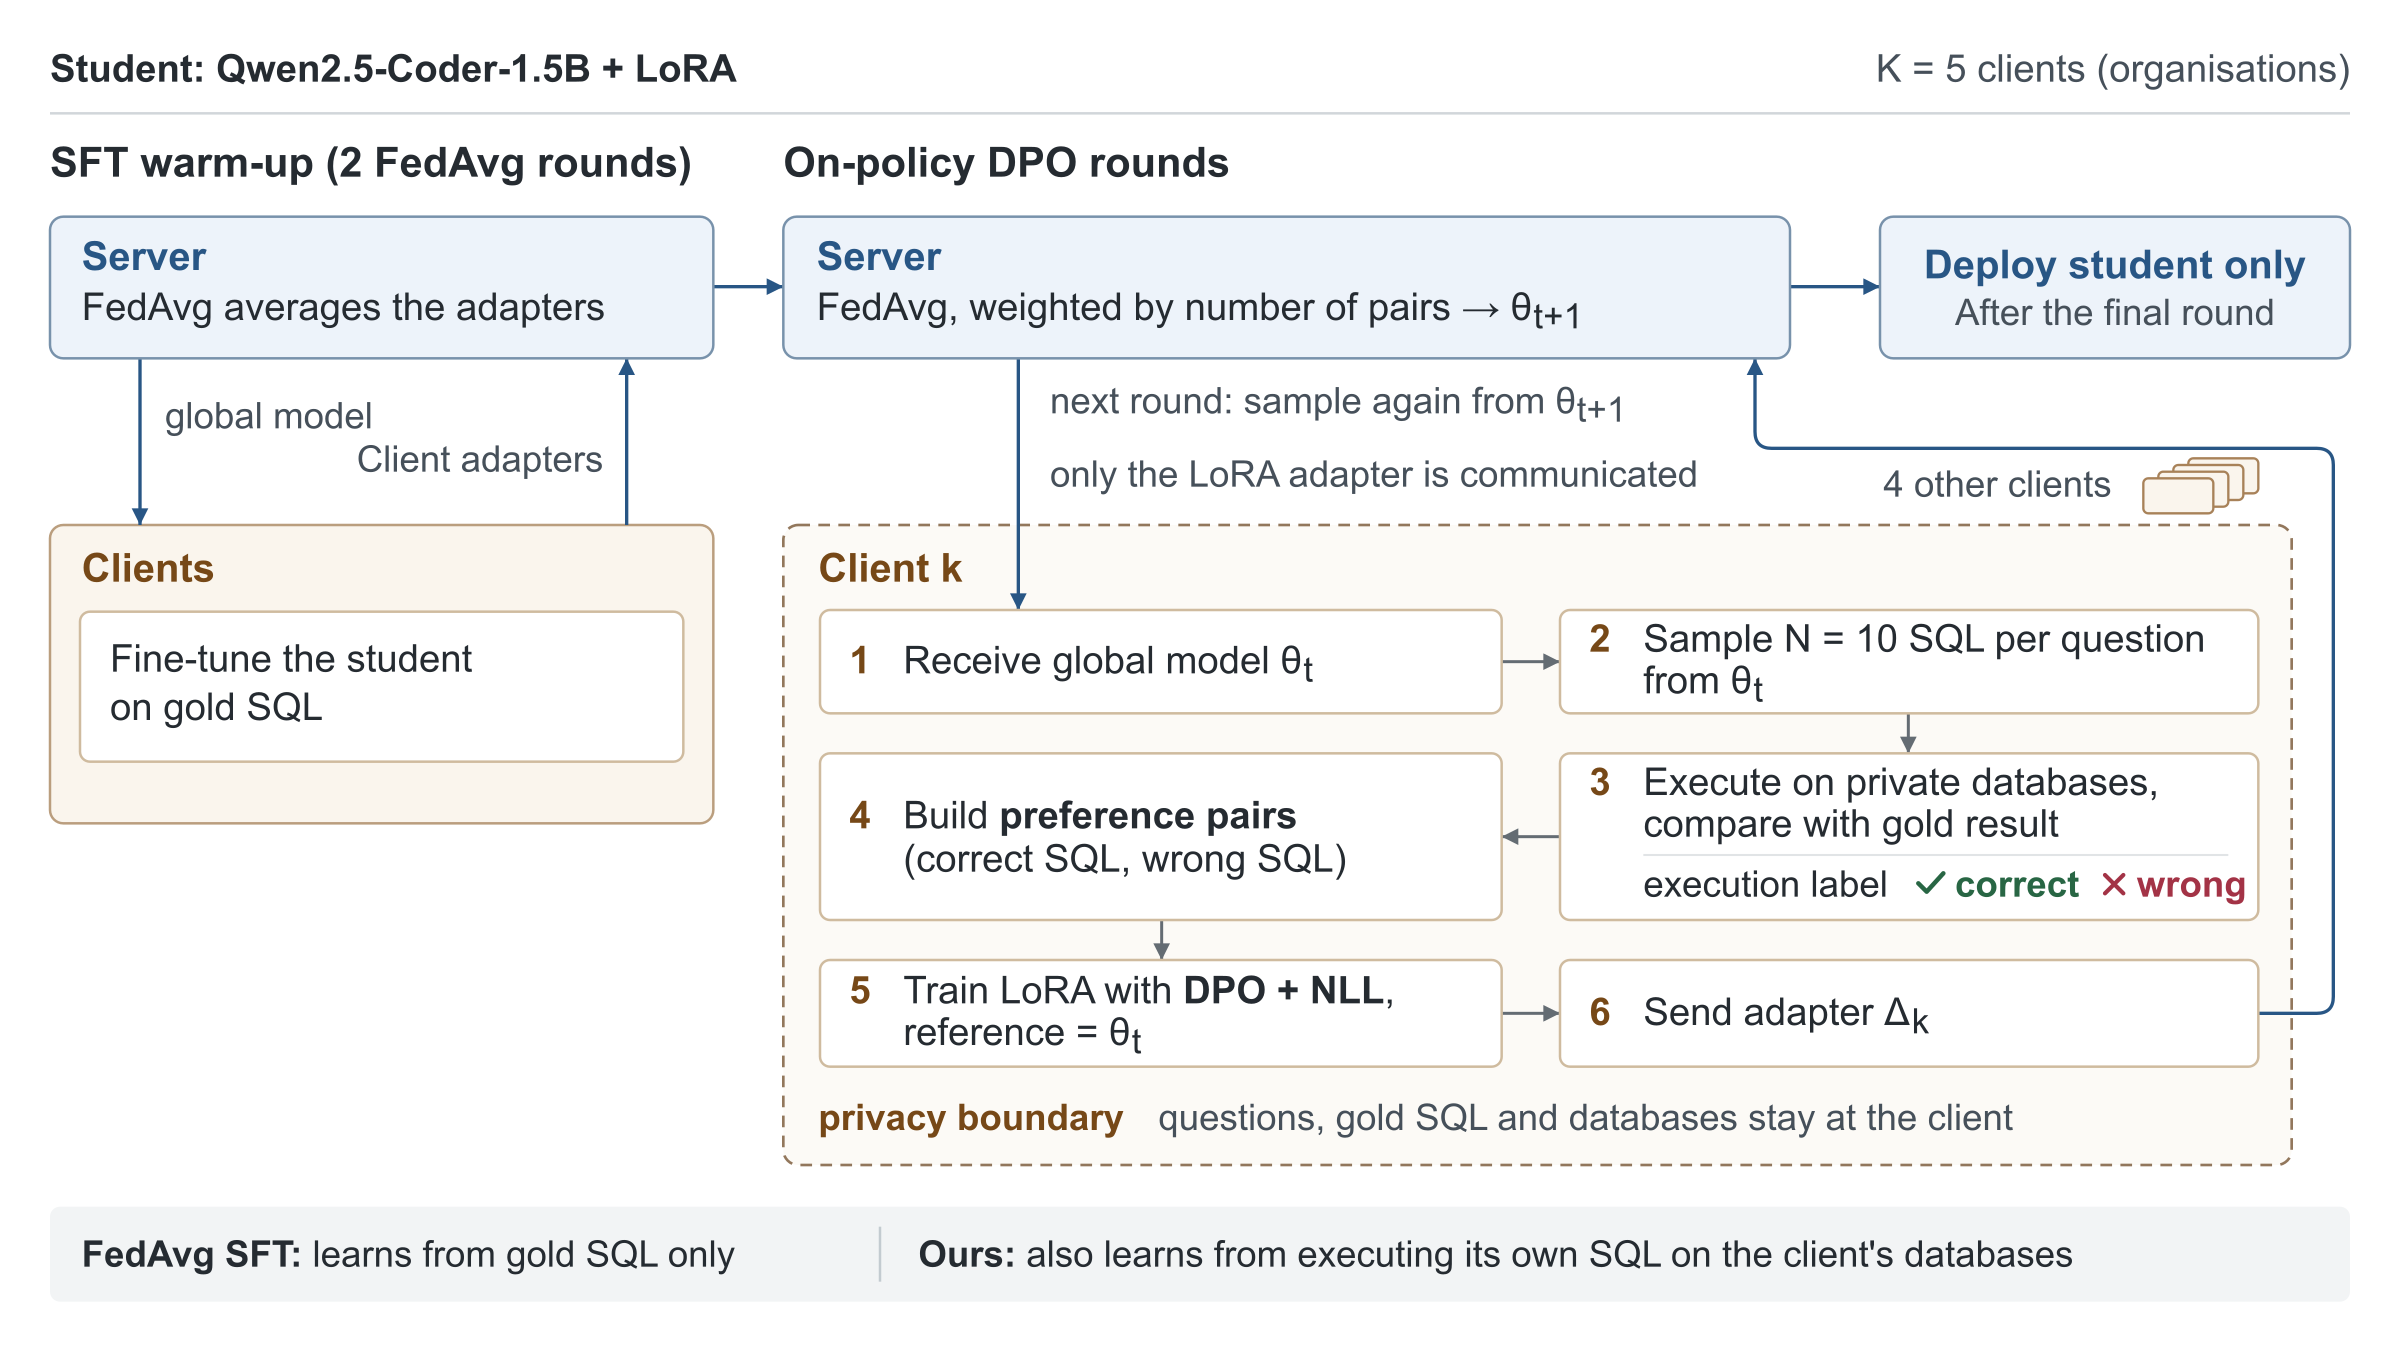 Student: Qwen2.5-Coder-1.5B + LoRA
K = 5 clients (organisations)
SFT warm-up (2 FedAvg rounds)
On-policy DPO rounds
Server
FedAvg averages the adapters
Server
FedAvg, weighted by number of pairs → θt+1
Deploy student only
After the final round
global model
Client adapters
next round: sample again from θt+1
only the LoRA adapter is communicated
4 other clients
Clients
Fine-tune the student
on gold SQL
Client k
1 Receive global model θt
2 Sample N = 10 SQL per question
from θt
3 Execute on private databases,
compare with gold result
execution label ✓ correct ✕ wrong
4 Build preference pairs
(correct SQL, wrong SQL)
5 Train LoRA with DPO + NLL,
reference = θt
6 Send adapter Δk
privacy boundary questions, gold SQL and databases stay at the client
FedAvg SFT: learns from gold SQL only
Ours: also learns from executing its own SQL on the client's databases